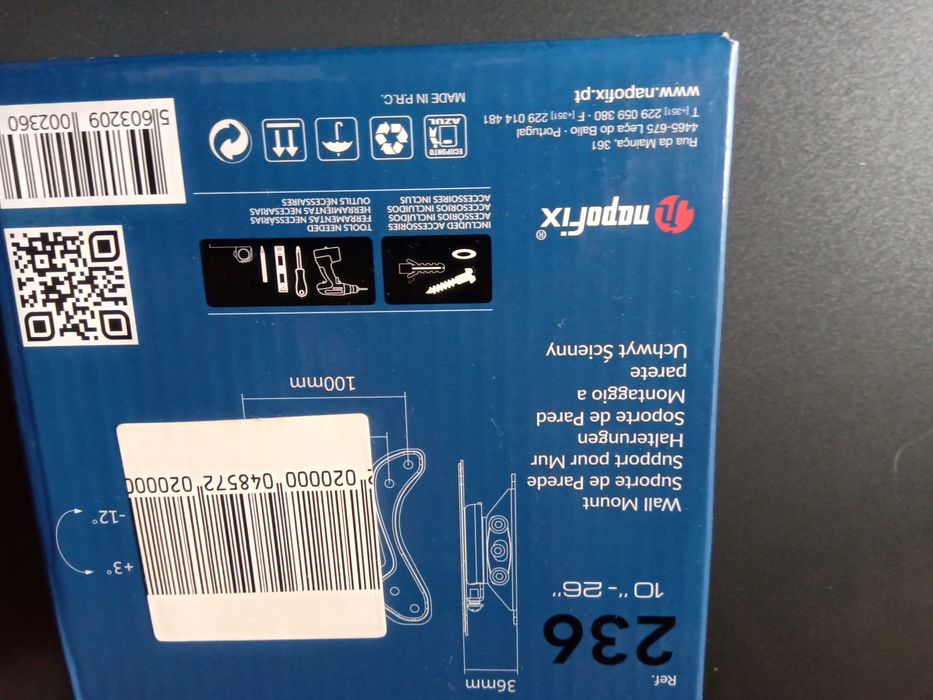 Ref.
236
10"-26"
Wall Mount
Soporte de Parede
Support pour Mur
Halterungen
Soporte de Pared
Montaggio a
parete
Uchwyt Ścienny
36mm
+3°
-12°
100mm
020000 048572 020000
napofix®
INCLUDED ACCESSORIES
ACESSÓRIOS INCLUÍDOS
ACCESORIOS INCLUIDOS
ACCESSOIRES INCLUS
TOOLS NEEDED
FERRAMENTAS NECESSÁRIAS
HERRAMIENTAS NECESARIAS
OUTILS NÉCESSAIRES
Rua da Mainça, 361
4465-675 Leça do Balio - Portugal
T [+351] 229 059 380 - F [+351] 229 014 481
www.napofix.pt
ECOPONTO
AZUL
MADE IN P.R.C.
5 603209 002360